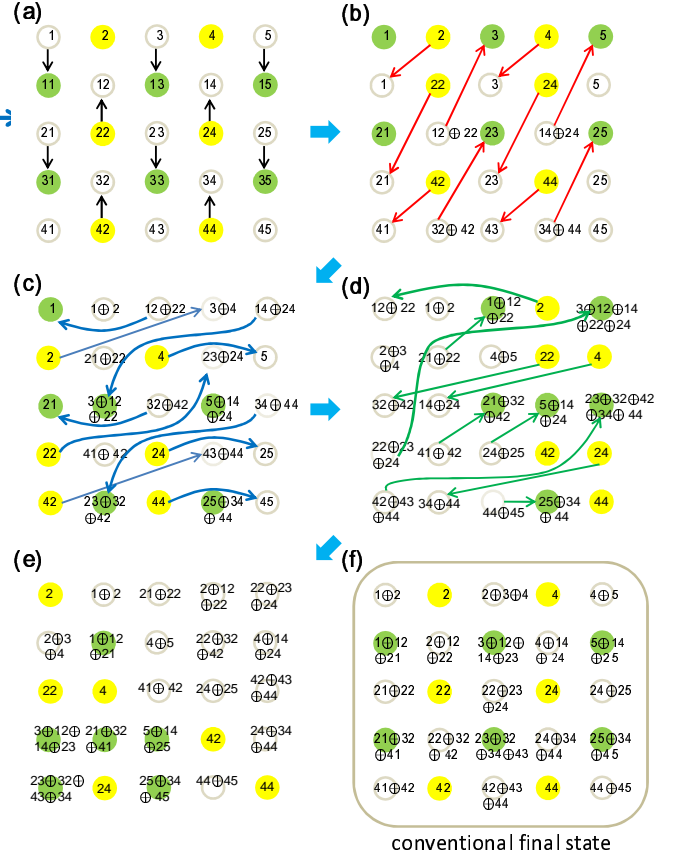 (a)
1 2 3 4 5
11 12 13 14 15
21 22 23 24 25
31 32 33 34 35
41 42 43 44 45
(b)
1 2 3 4 5
1 22 3 24 5
21 12⊕22 23 14⊕24 25
21 42 23 44 25
41 32⊕42 43 34⊕44 45
(c)
1 1⊕2 12⊕22 3⊕4 14⊕24
2 21⊕22 4 23⊕24 5
21 3⊕12 32⊕42 5⊕14 34⊕44
⊕22 ⊕24
22 41⊕42 24 43⊕44 25
42 23⊕32 44 25⊕34 45
⊕42 ⊕44
(d)
12⊕22 1⊕2 1⊕12 2 3⊕12⊕14
⊕22 ⊕22⊕24
2⊕3 21⊕22 4⊕5 22 4
⊕4
32⊕42 14⊕24 21⊕32 5⊕14 23⊕32⊕42
⊕42 ⊕24 ⊕34⊕44
22⊕23 41⊕42 24⊕25 42 24
⊕24
42⊕43 34⊕44 44⊕45 25⊕34 44
⊕44 ⊕44
(e)
2 1⊕2 21⊕22 2⊕12 22⊕23
⊕22 ⊕24
2⊕3 1⊕12 4⊕5 22⊕32 4⊕14
⊕4 ⊕21 ⊕42 ⊕24
22 4 41⊕42 24⊕25 42⊕43
⊕44
3⊕12⊕ 21⊕32 5⊕14 42 24⊕34
14⊕23 ⊕41 ⊕25 ⊕44
23⊕32⊕ 24 25⊕34 44⊕45 44
43⊕34 ⊕45
(f)
1⊕2 2 2⊕3⊕4 4 4⊕5
1⊕12 2⊕12 3⊕12⊕ 4⊕14 5⊕14
⊕21 ⊕22 14⊕23 ⊕24 ⊕25
21⊕22 22 22⊕23 24 24⊕25
⊕24
21⊕32 22⊕32 23⊕32 24⊕34 25⊕34
⊕41 ⊕42 ⊕34⊕43 ⊕44 ⊕45
41⊕42 42 42⊕43 44 44⊕45
⊕44
conventional final state